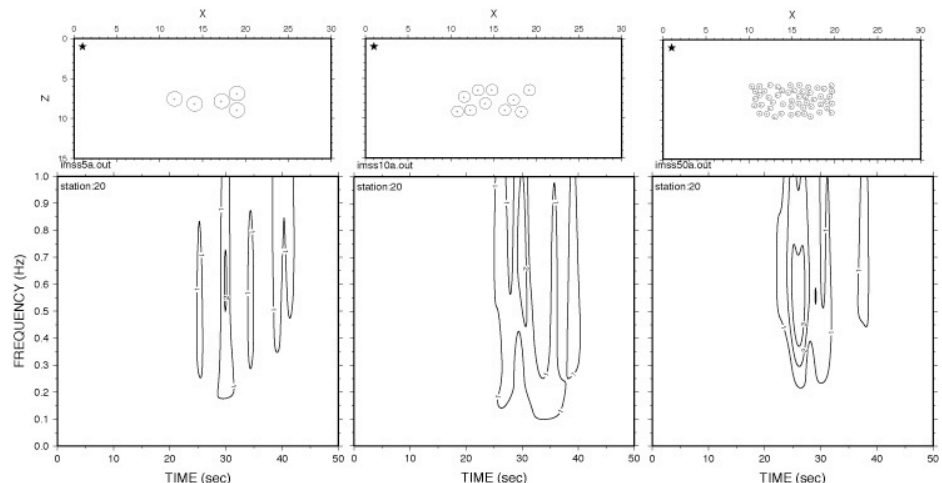 X X X
0 5 10 15 20 25 30 0 5 10 15 20 25 30 0 5 10 15 20 25 30
0
5
Z
10
15
imss5a.out imss10a.out imss50a.out
station:20 station:20 station:20
1.0
0.9
0.8
0.7
0.6
0.5
0.4
0.3
0.2
0.1
0.0
FREQUENCY (Hz)
0 10 20 30 40 50 0 10 20 30 40 50 0 10 20 30 40 50
TIME (sec) TIME (sec) TIME (sec)